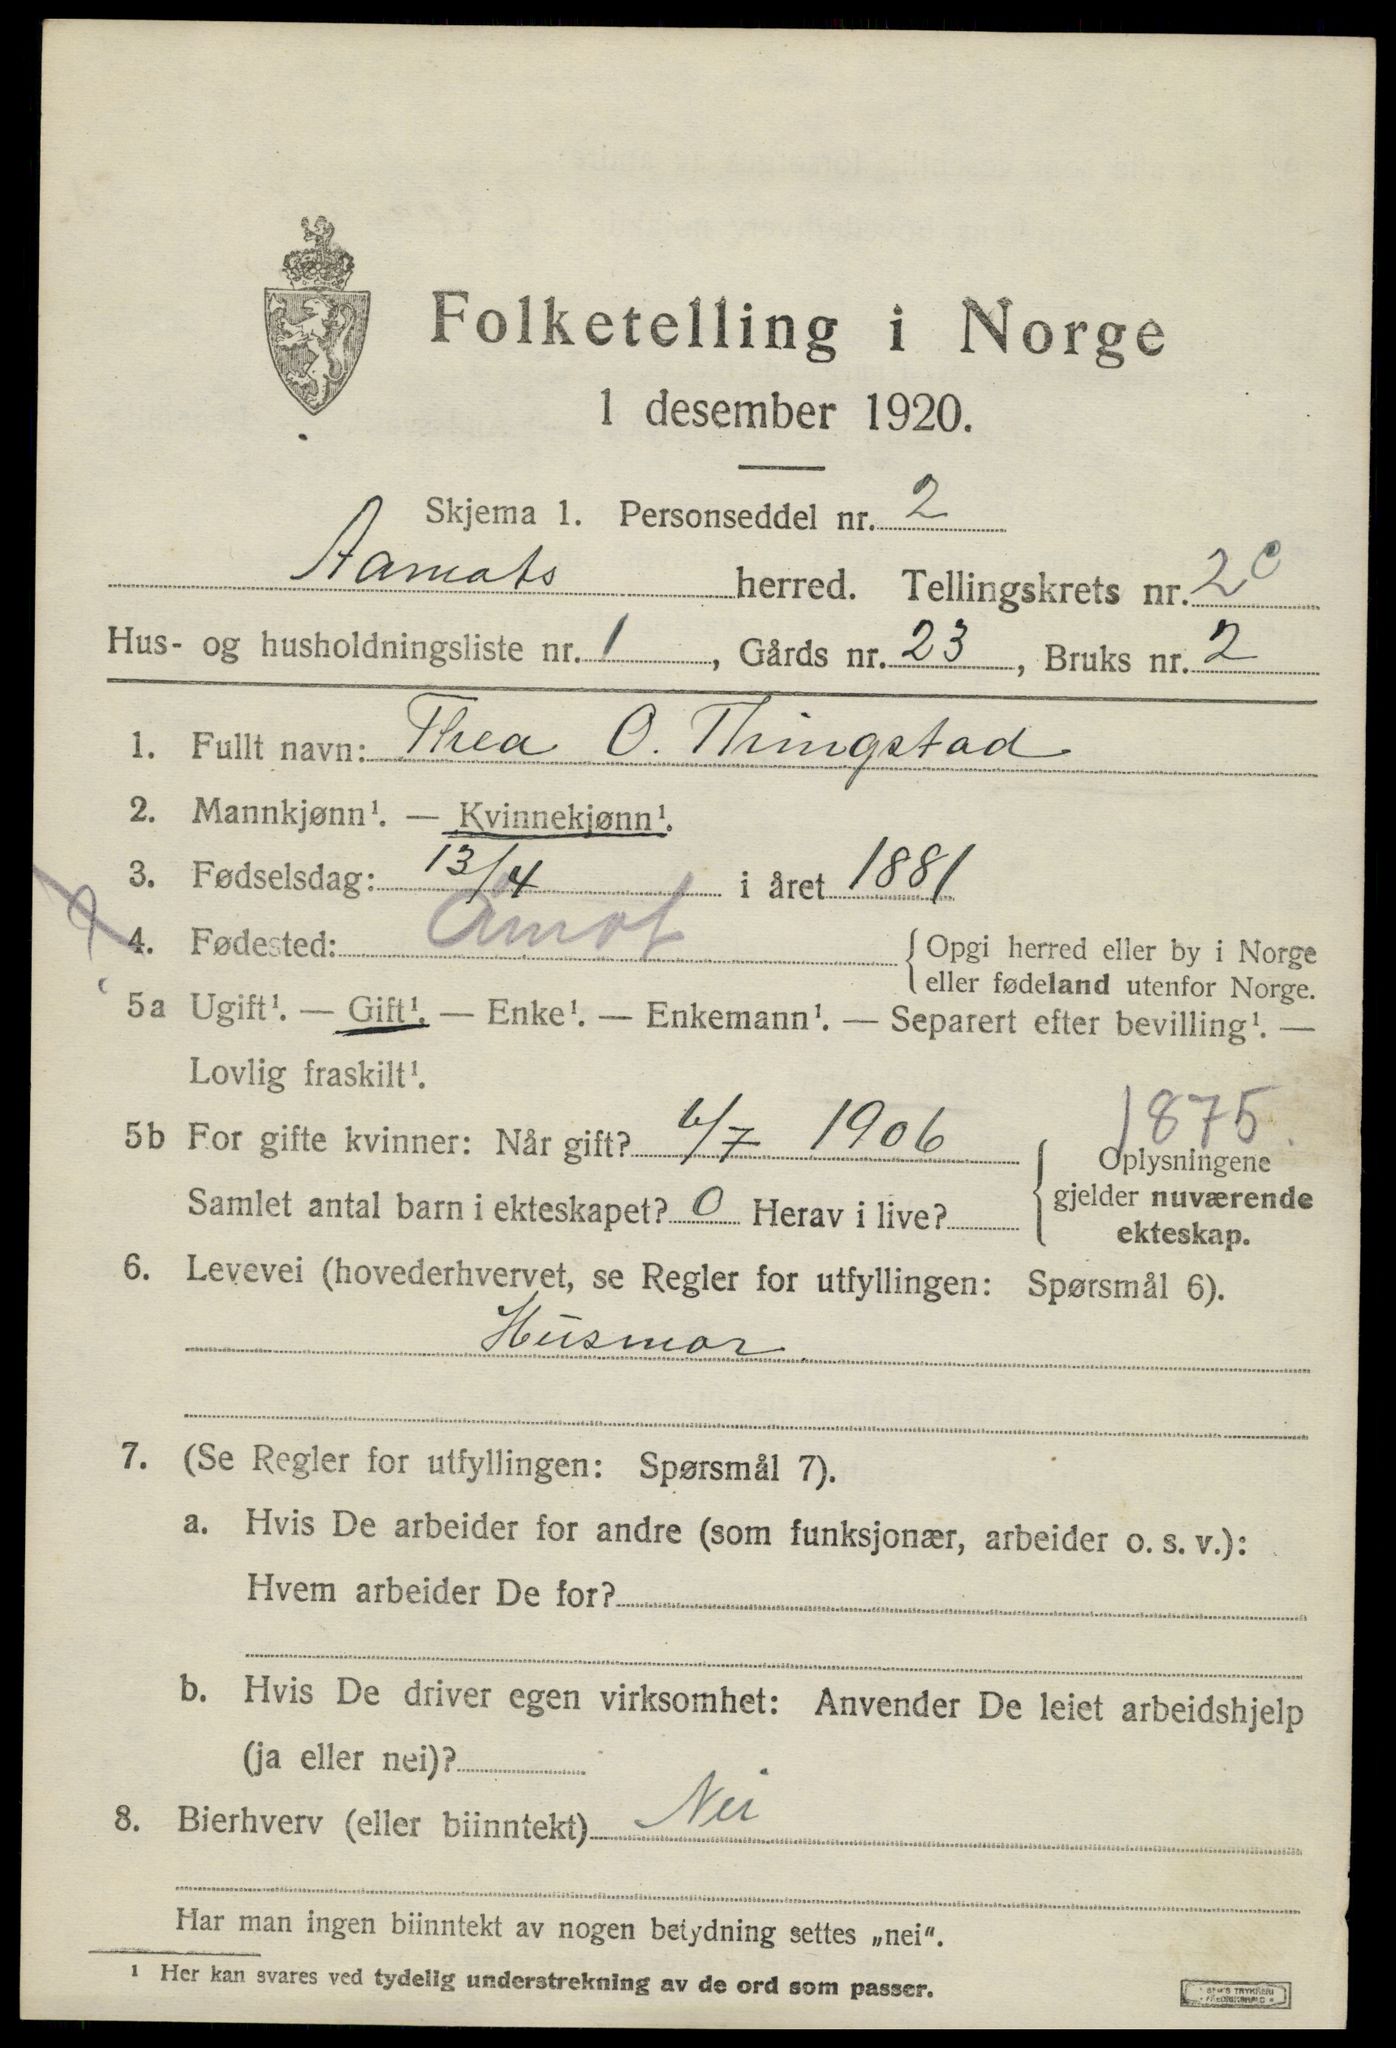 Folketelling i Norge
1 desember 1920.
Skjema 1. Personseddel nr. 2
Aamots herred. Tellingskrets nr. 2 c
Hus- og husholdningsliste nr. 1, Gårds nr. 23, Bruks nr. 2
1. Fullt navn: Thea O. Thingstad
2. Mannkjønn¹. — Kvinnekjønn¹.
3. Fødselsdag: 13/4 i året 1881
4. Fødested: Åmot { Opgi herred eller by i Norge
eller fødeland utenfor Norge.
5a Ugift¹. — Gift¹. — Enke¹. — Enkemann¹. — Separert efter bevilling¹. —
Lovlig fraskilt¹.
1875
5b For gifte kvinner: Når gift? 6/7 1906 { Oplysningene
gjelder nuværende
ekteskap.
Samlet antal barn i ekteskapet? 0 Herav i live?
6. Levevei (hovederhvervet, se Regler for utfyllingen: Spørsmål 6).
Husmor
7. (Se Regler for utfyllingen: Spørsmål 7).
a. Hvis De arbeider for andre (som funksjonær, arbeider o. s. v.):
Hvem arbeider De for?
b. Hvis De driver egen virksomhet: Anvender De leiet arbeidshjelp
(ja eller nei)?
8. Bierhverv (eller biinntekt) Nei
Har man ingen biinntekt av nogen betydning settes „nei“.
¹ Her kan svares ved tydelig understrekning av de ord som passer.